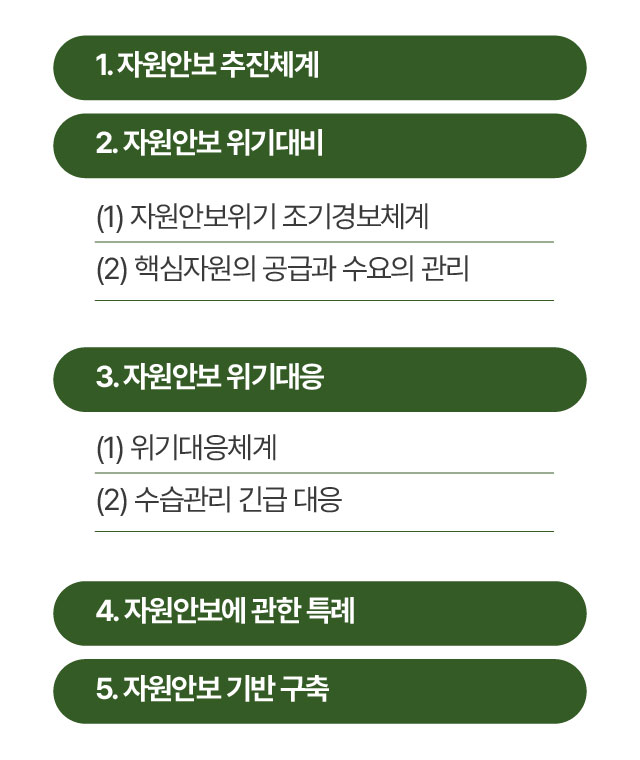 1. 자원안보 추진체계
2. 자원안보 위기대비
(1) 자원안보위기 조기경보체계
(2) 핵심자원의 공급과 수요의 관리
3. 자원안보 위기대응
(1) 위기대응체계
(2) 수습관리 긴급 대응
4. 자원안보에 관한 특례
5. 자원안보 기반 구축